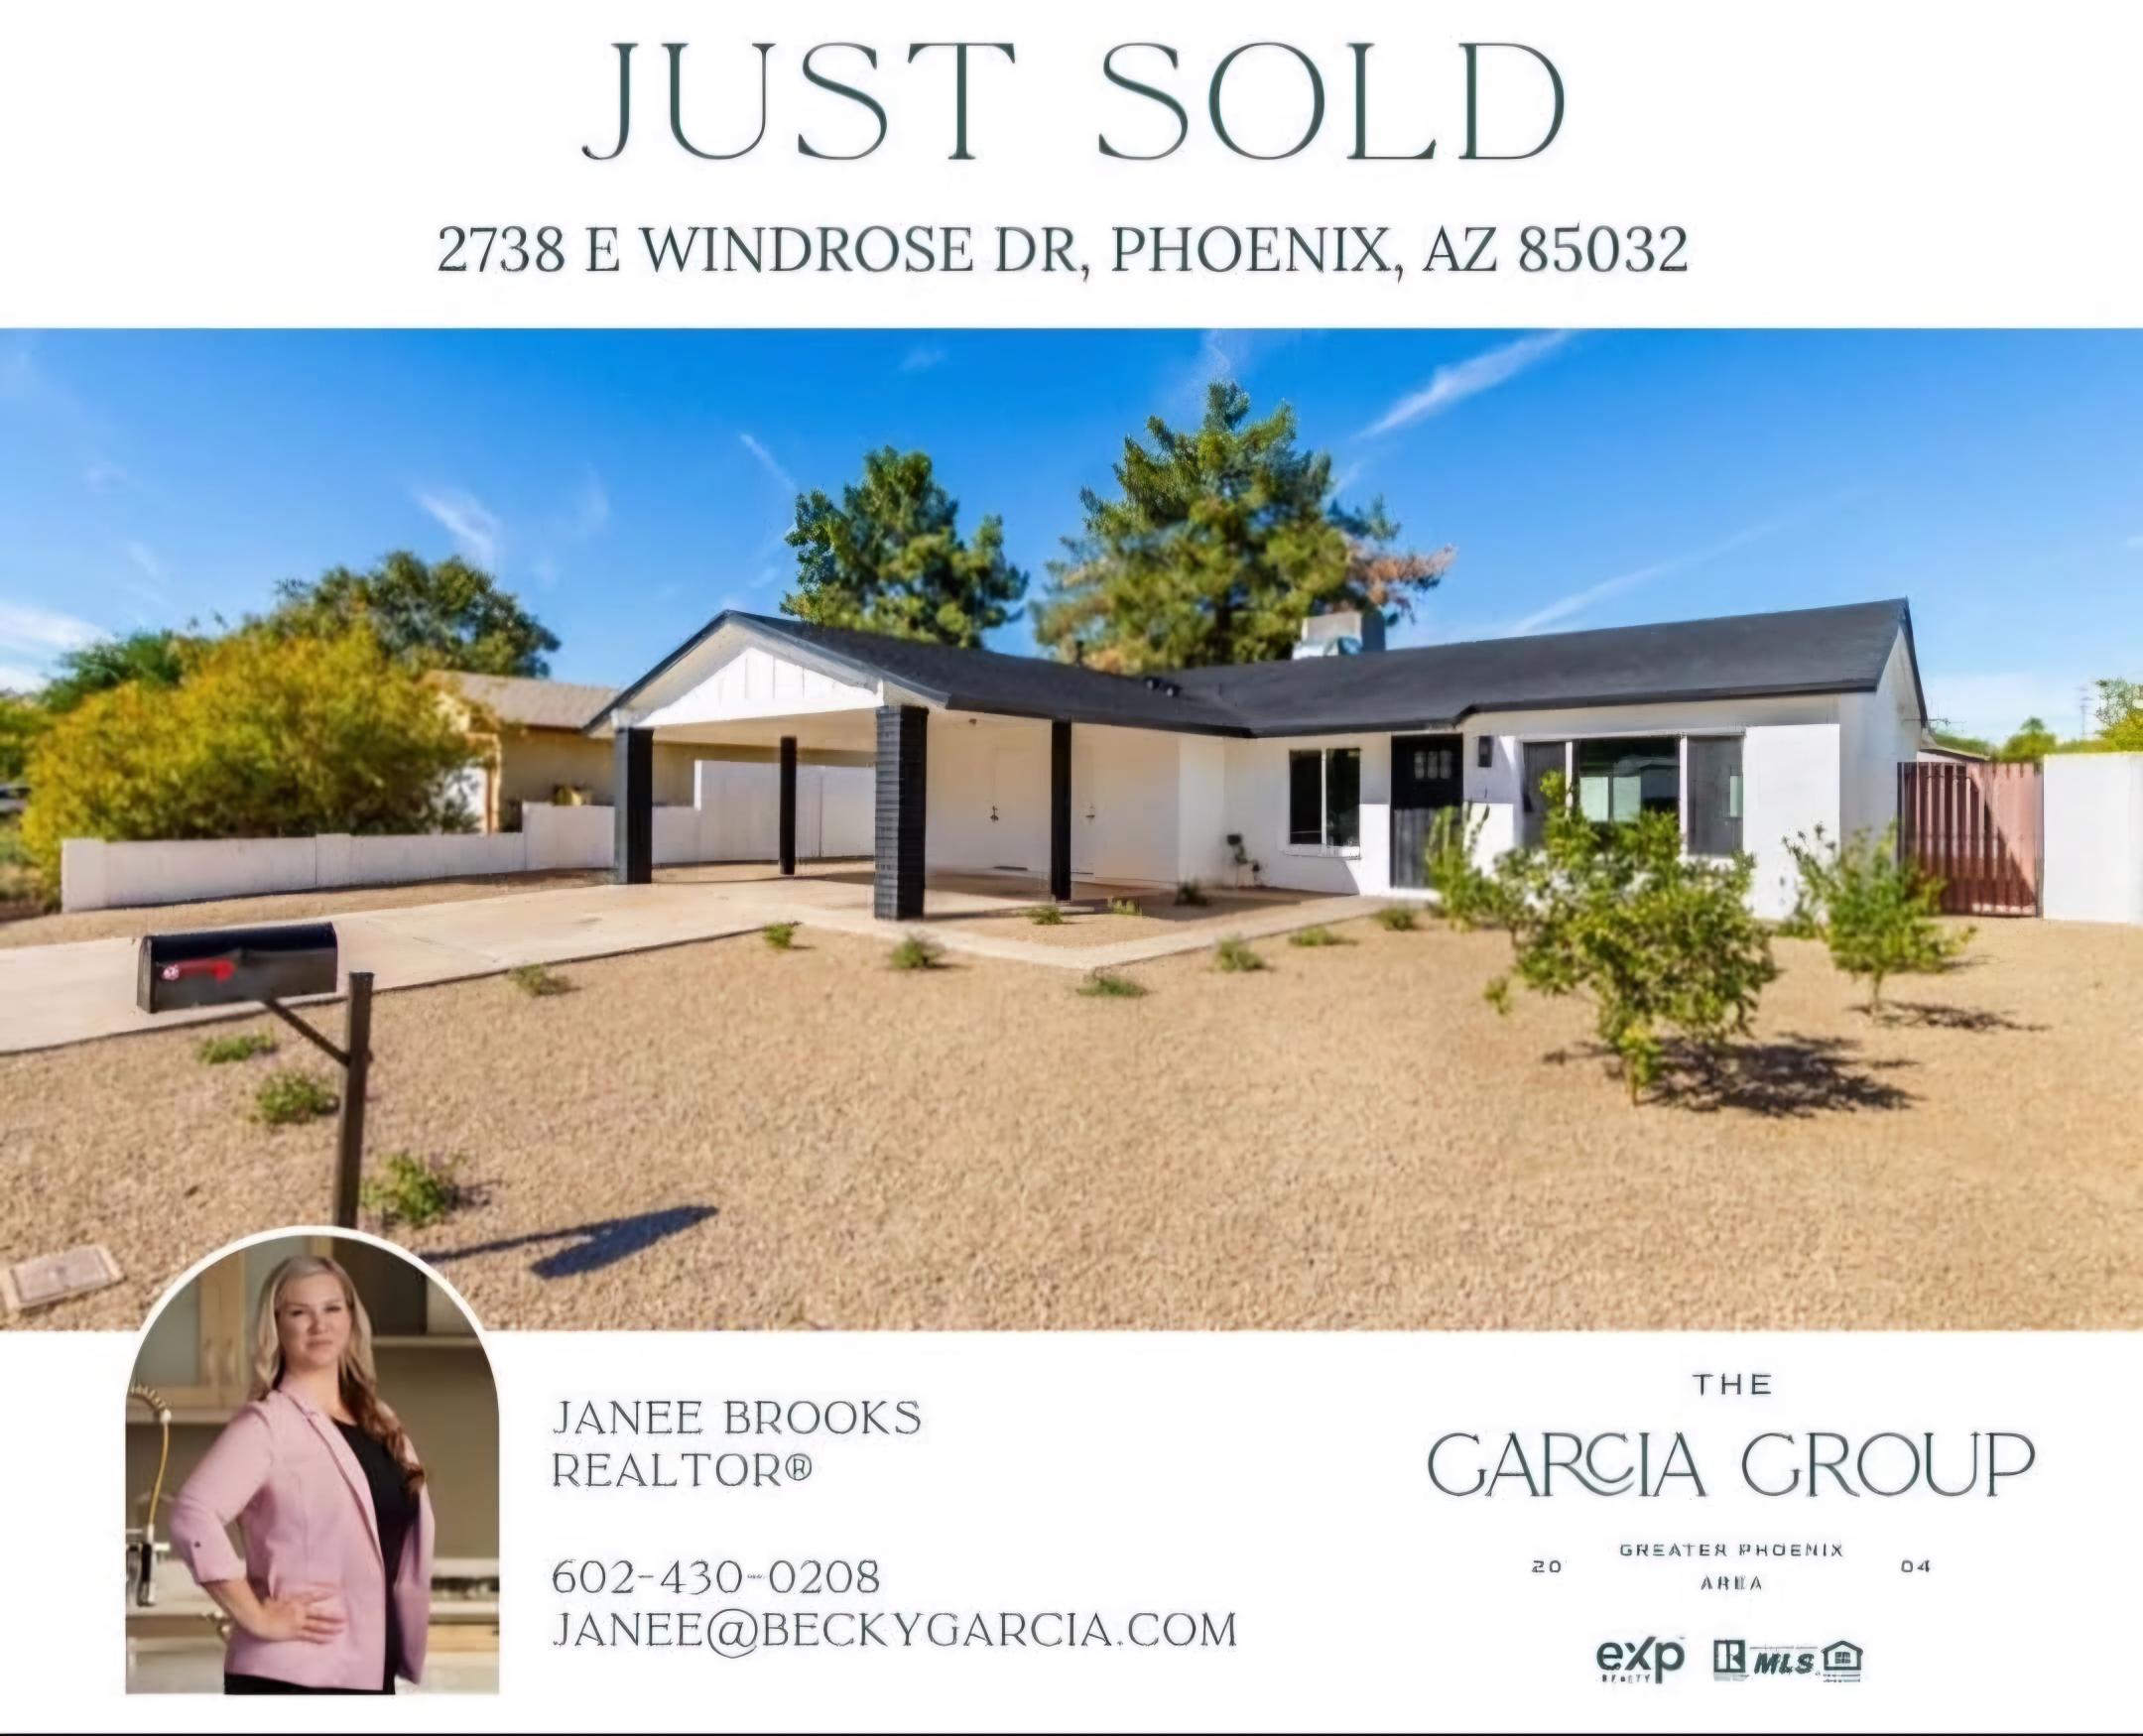 JUST SOLD
2738 E WINDROSE DR, PHOENIX, AZ 85032
JANEE BROOKS
REALTOR®
602-430-0208
JANEE@BECKYGARCIA.COM
THE
GARCIA GROUP
20 GREATER PHOENIX 04
AREA
exp
REALTY
R MLS